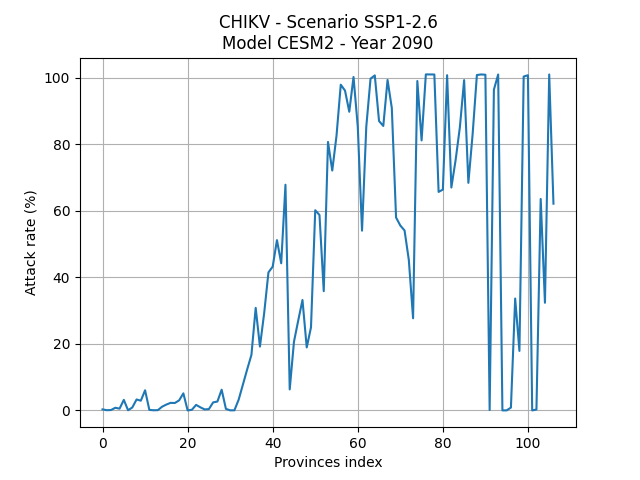 CHIKV - Scenario SSP1-2.6
Model CESM2 - Year 2090
100
80
60
40
20
0
Attack rate (%)
0 20 40 60 80 100
Provinces index